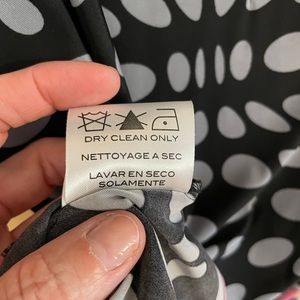 DRY CLEAN ONLY
NETTOYAGE A SEC
LAVAR EN SECO
SOLAMENTE